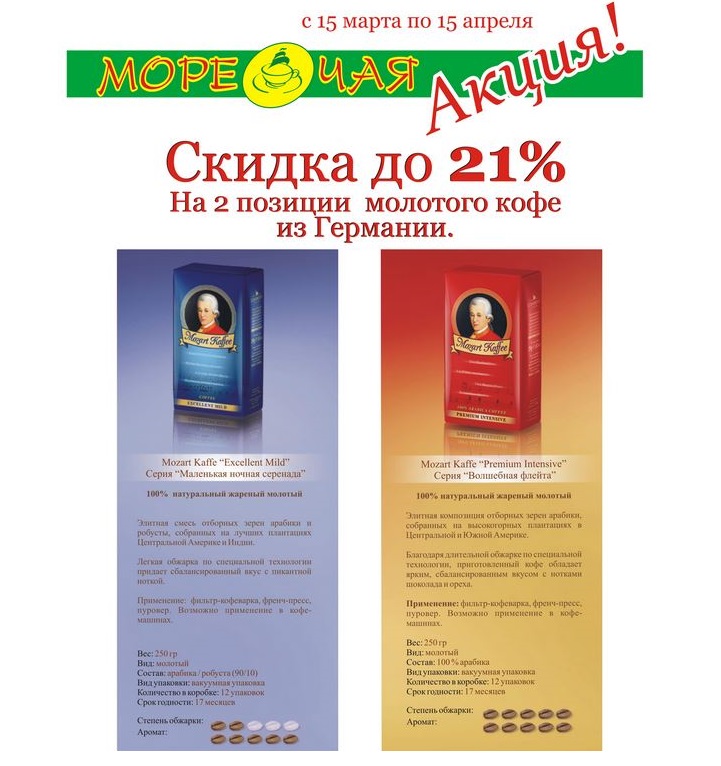 с 15 марта по 15 апреля
МОРЕ ЧАЯ
Акция!
Скидка до 21%
На 2 позиции молотого кофе
из Германии.
Mozart Kaffee
COFFEE
EXCELLENT MILD
Mozart Kaffe “Excellent Mild”
Серия “Маленькая ночная серенада”
100% натуральный жареный молотый
Элитная смесь отборных зерен арабики и
робусты, собранных на лучших плантациях
Центральной Америке и Индии.
Легкая обжарка по специальной технологии
придает сбалансированный вкус с пикантной
ноткой.
Применение: фильтр-кофеварка, френч-пресс,
пуровер. Возможно применение в кофе-
машинах.
Вес: 250 гр
Вид: молотый
Состав: арабика / робуста (90/10)
Вид упаковки: вакуумная упаковка
Количество в коробке: 12 упаковок
Срок годности: 17 месяцев
Степень обжарки:
Аромат:
Mozart Kaffee
100% ARABICA COFFEE
PREMIUM INTENSIVE
Mozart Kaffe “Premium Intensive”
Серия “Волшебная флейта”
100% натуральный жареный молотый
Элитная композиция отборных зерен арабики,
собранных на высокогорных плантациях в
Центральной и Южной Америке.
Благодаря длительной обжарке по специальной
технологии, приготовленный кофе обладает
ярким, сбалансированным вкусом с нотками
шоколада и ореха.
Применение: фильтр-кофеварка, френч-пресс,
пуровер. Возможно применение в кофе-
машинах.
Вес: 250 гр
Вид: молотый
Состав: 100 % арабика
Вид упаковки: вакуумная упаковка
Количество в коробке: 12 упаковок
Срок годности: 17 месяцев
Степень обжарки:
Аромат: